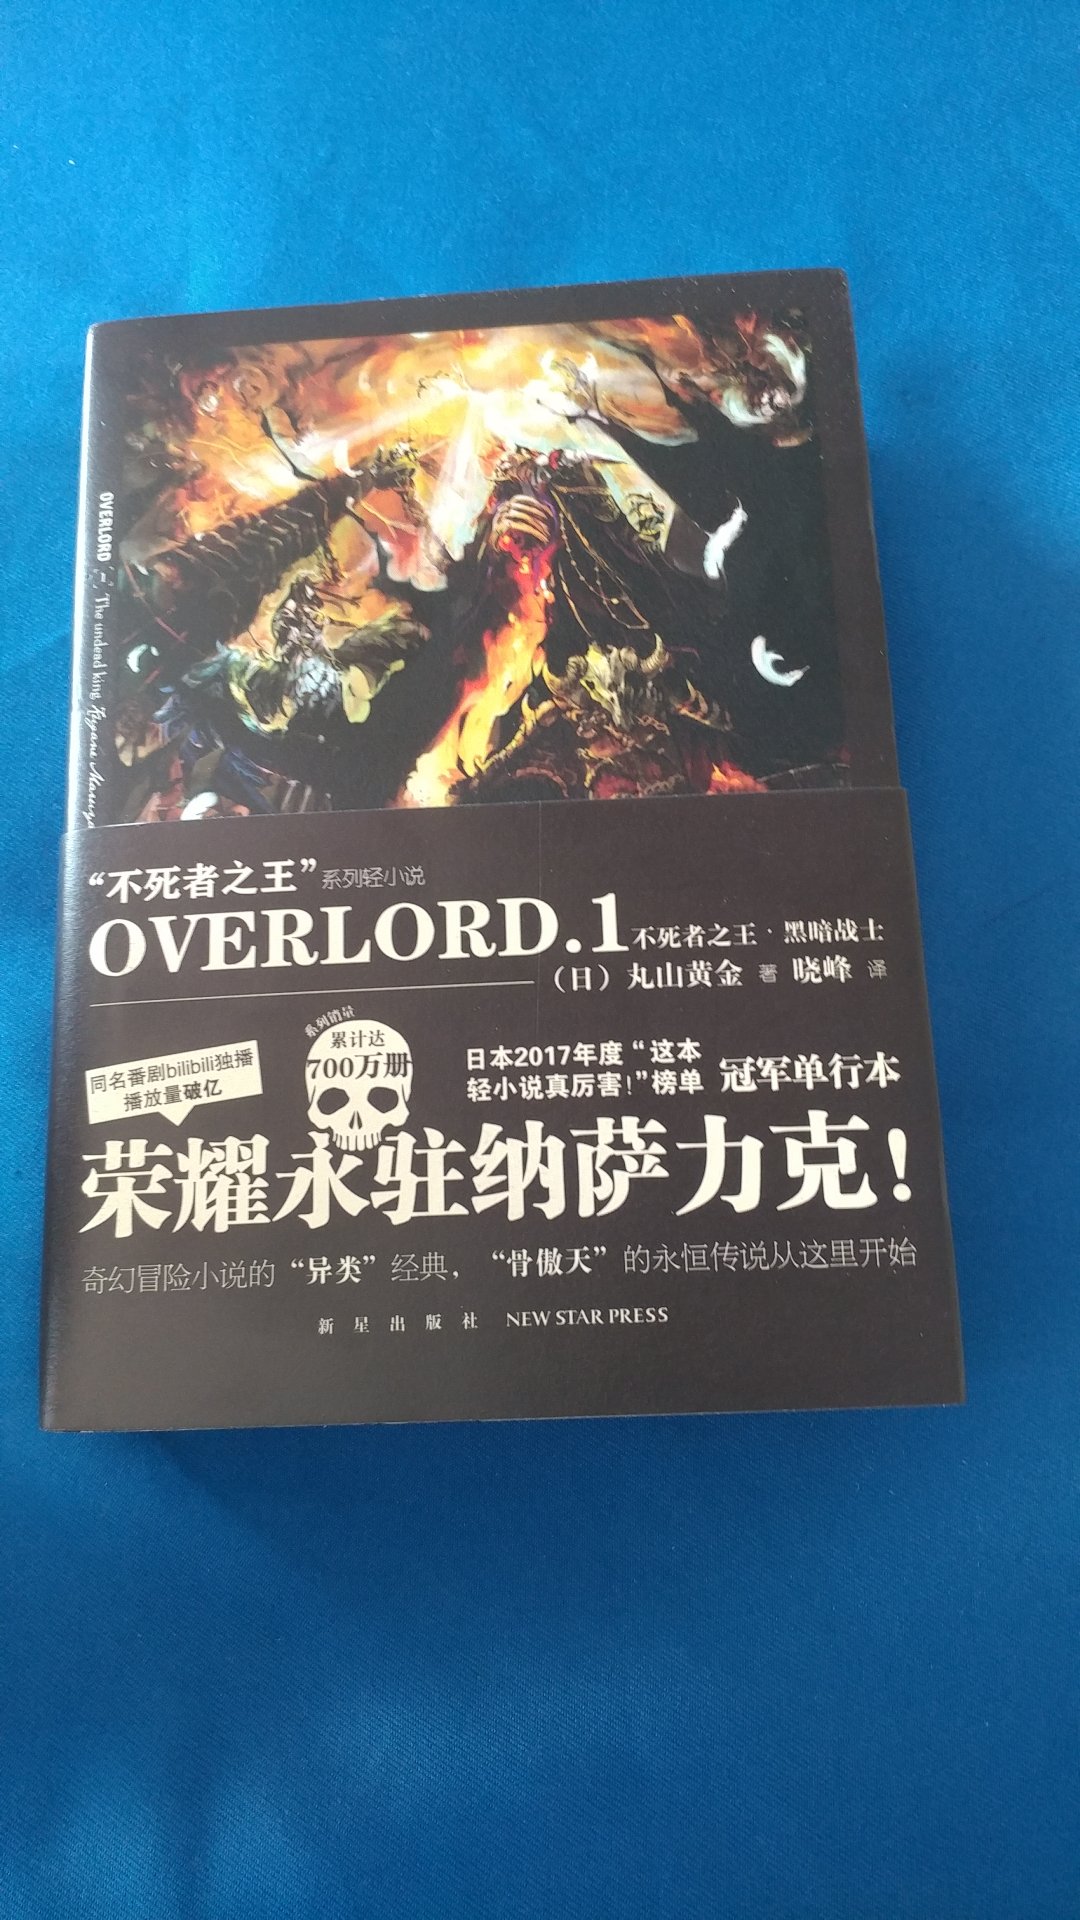 OVERLORD [1] The undead king Kugane Maruya
“不死者之王”系列轻小说
OVERLORD.1 不死者之王·黑暗战士
（日）丸山黄金 著 晓峰 译
同名番剧bilibili独播
播放量破亿
系列销量
累计达
700万册
日本2017年度“这本
轻小说真厉害！”榜单
冠军单行本
荣耀永驻纳萨力克！
奇幻冒险小说的“异类”经典，“骨傲天”的永恒传说从这里开始
新星出版社 NEW STAR PRESS